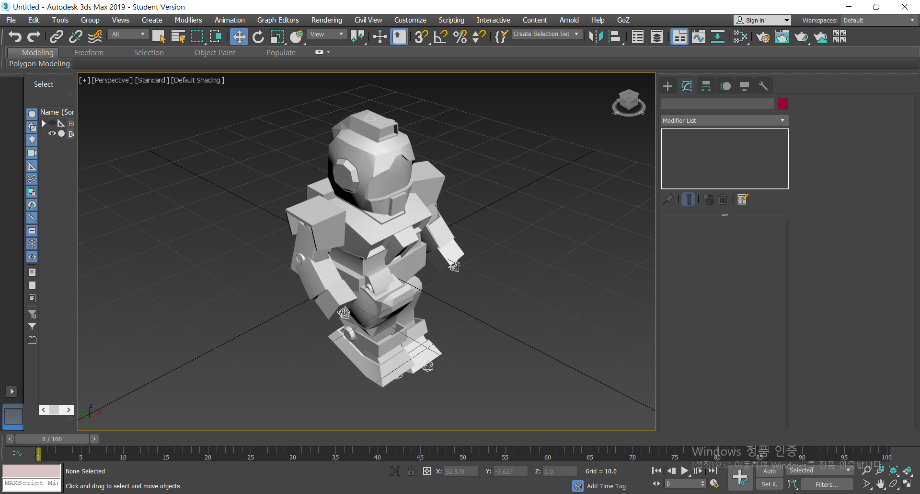 Untitled - Autodesk 3ds Max 2019 - Student Version
File Edit Tools Group Views Create Modifiers Animation Graph Editors Rendering Civil View Customize Scripting Interactive Content Arnold Help GoZ
Sign In
Workspaces: Default
All
View
Create Selection Set
Modeling Freeform Selection Object Paint Populate
Polygon Modeling
Select
[+] [Perspective] [Standard] [Default Shading]
Name (Sor
Modifier List
0 / 100
0 5 10 15 20 25 30 35 40 45 50 55 60 65 70 75 80 85 90 95 100
Windows 정품 인증
None Selected
X: 52.879 Y: -7.627 Z: 0.0 Grid = 10.0
Auto Selected
MAXScript Mi
Click and drag to select and move objects
Add Time Tag
0
Set K. Filters...